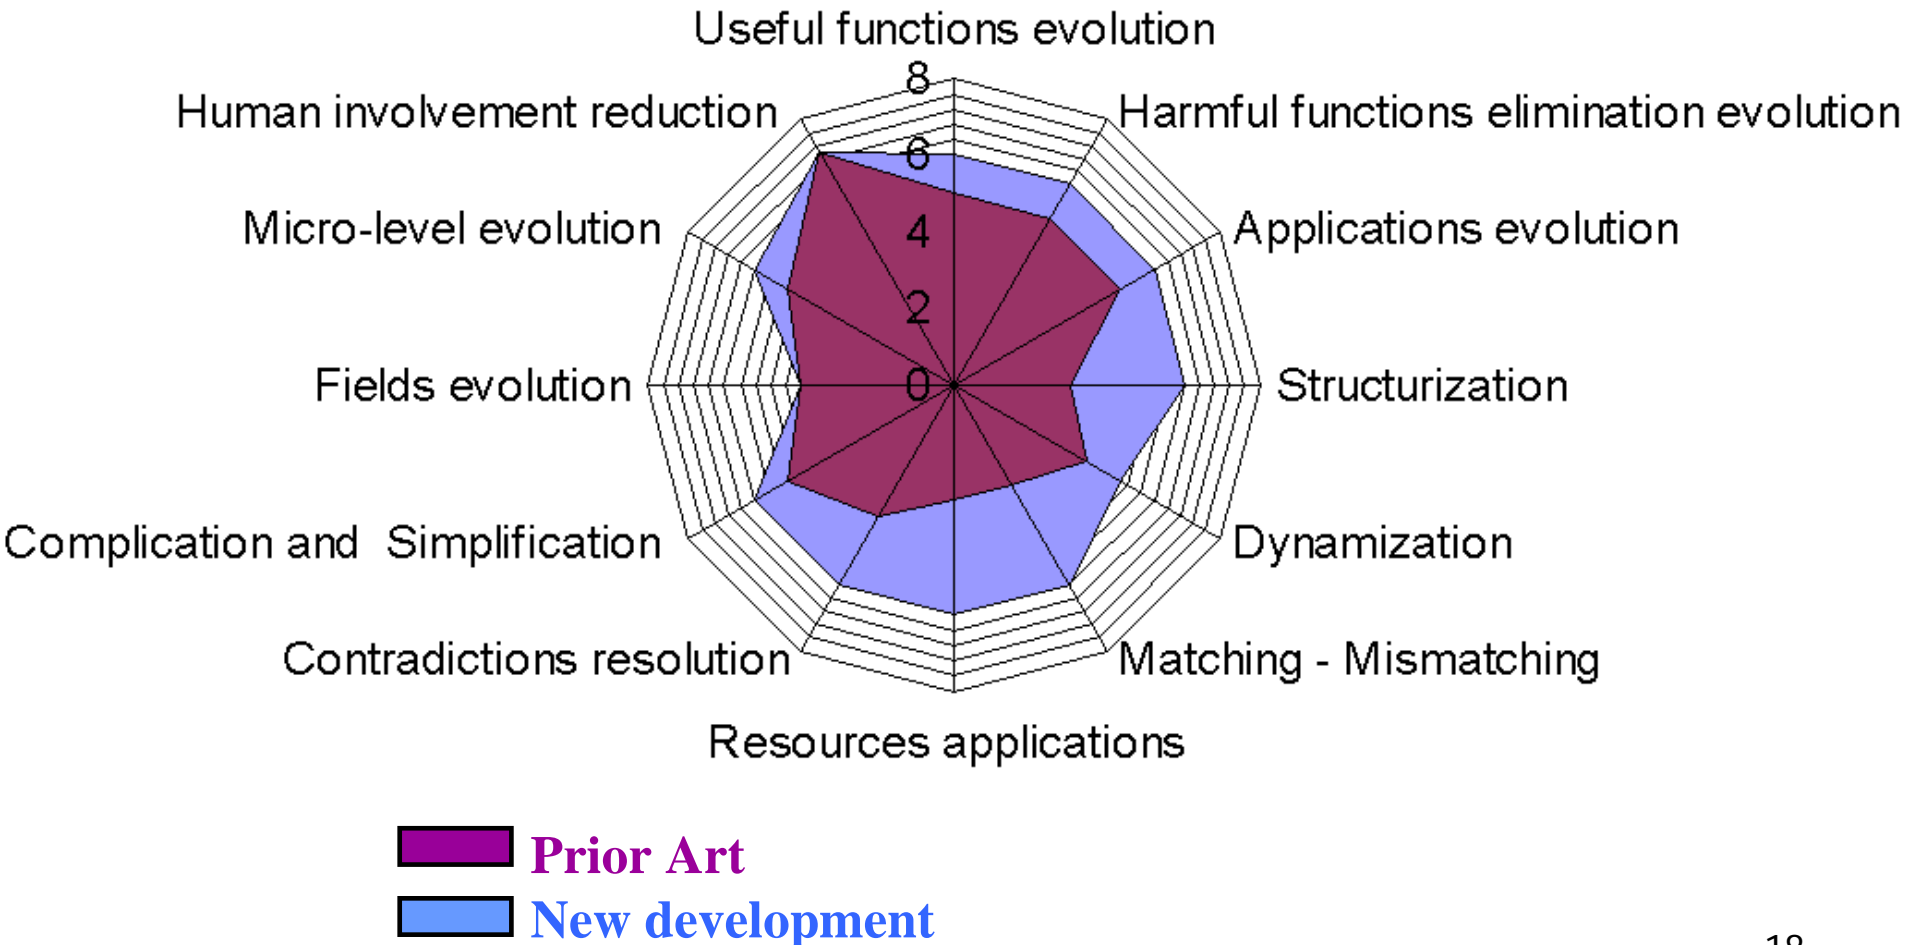 Useful functions evolution
8
Human involvement reduction
Harmful functions elimination evolution
6
Micro-level evolution
4
Applications evolution
2
Fields evolution
0
Structurization
Complication and  Simplification
Dynamization
Contradictions resolution
Matching - Mismatching
Resources applications
Prior Art
New development
18